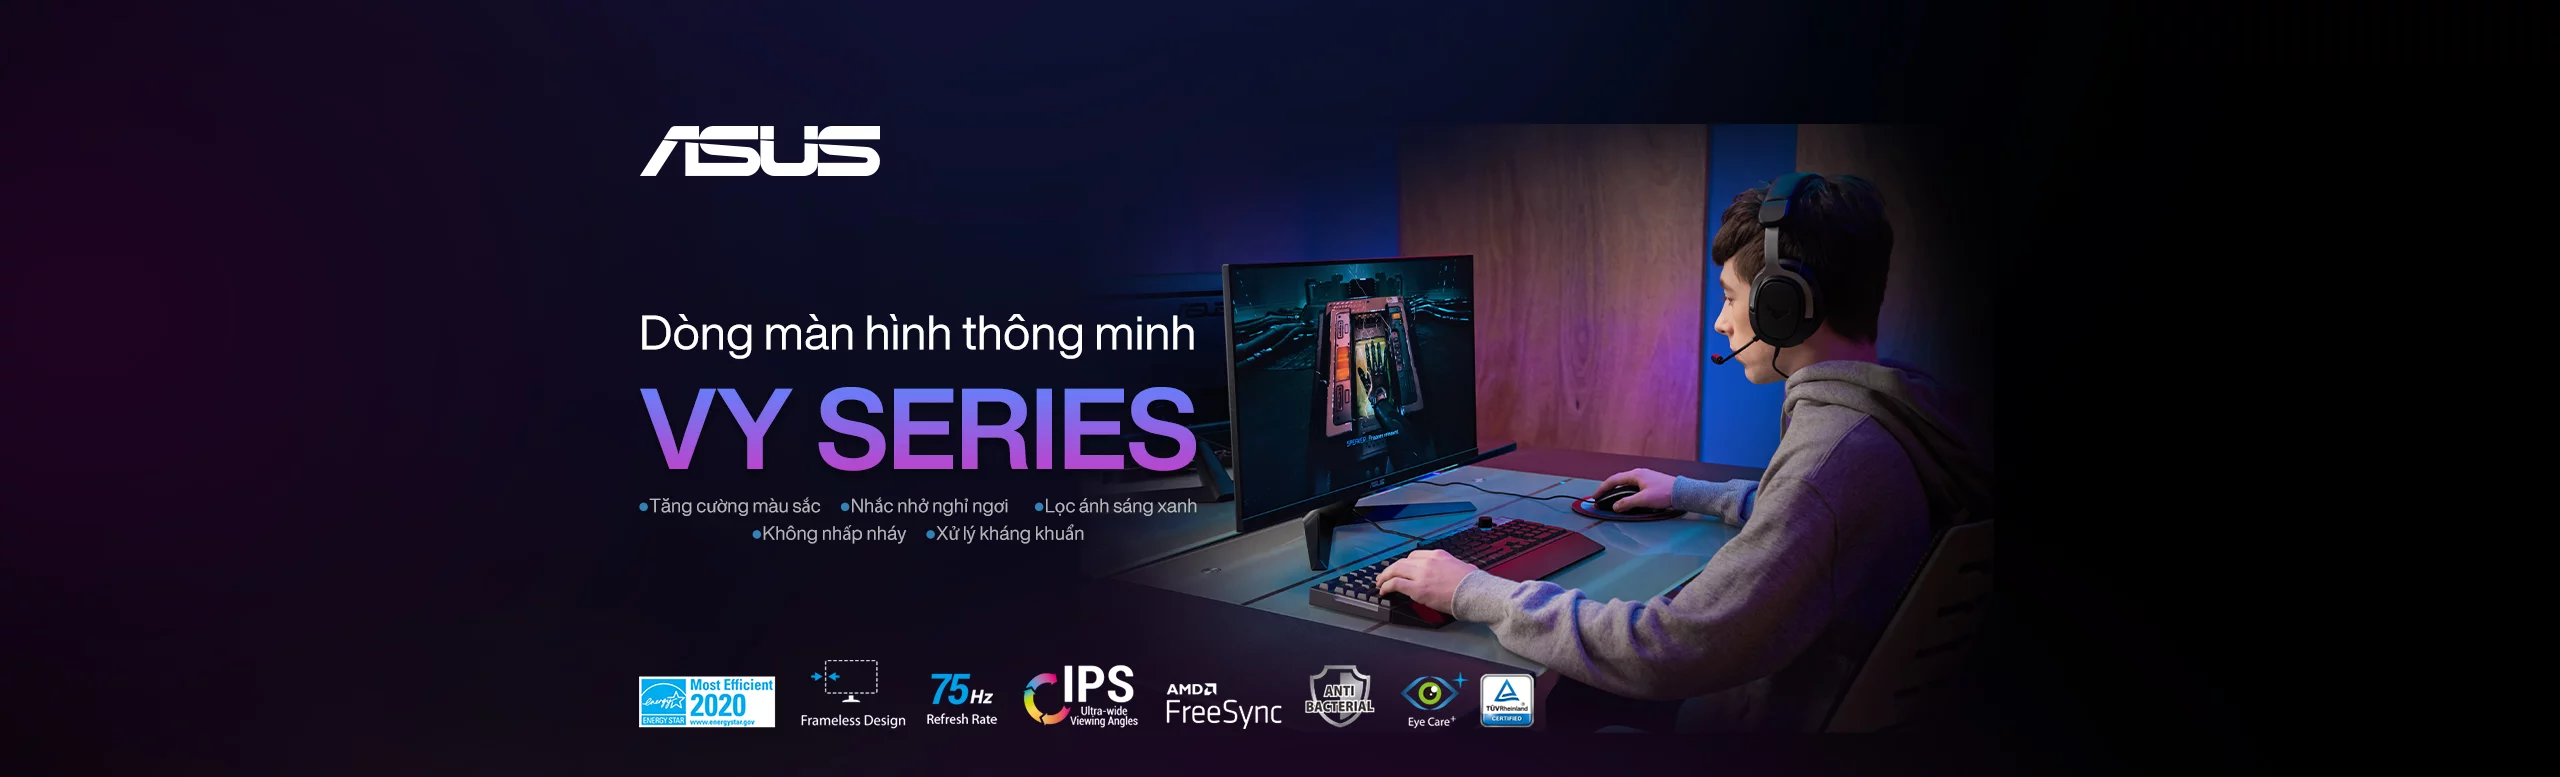 ASUS
Dòng màn hình thông minh
VY SERIES
•Tăng cường màu sắc •Nhắc nhở nghỉ ngơi •Lọc ánh sáng xanh
•Không nhấp nháy •Xử lý kháng khuẩn
energy
ENERGY STAR
Most Efficient
2020
www.energystar.gov
Frameless Design
75Hz
Refresh Rate
IPS
Ultra-wide
Viewing Angles
AMD
FreeSync
ANTI
BACTERIAL
Eye Care+
TÜVRheinland
CERTIFIED
ASUS